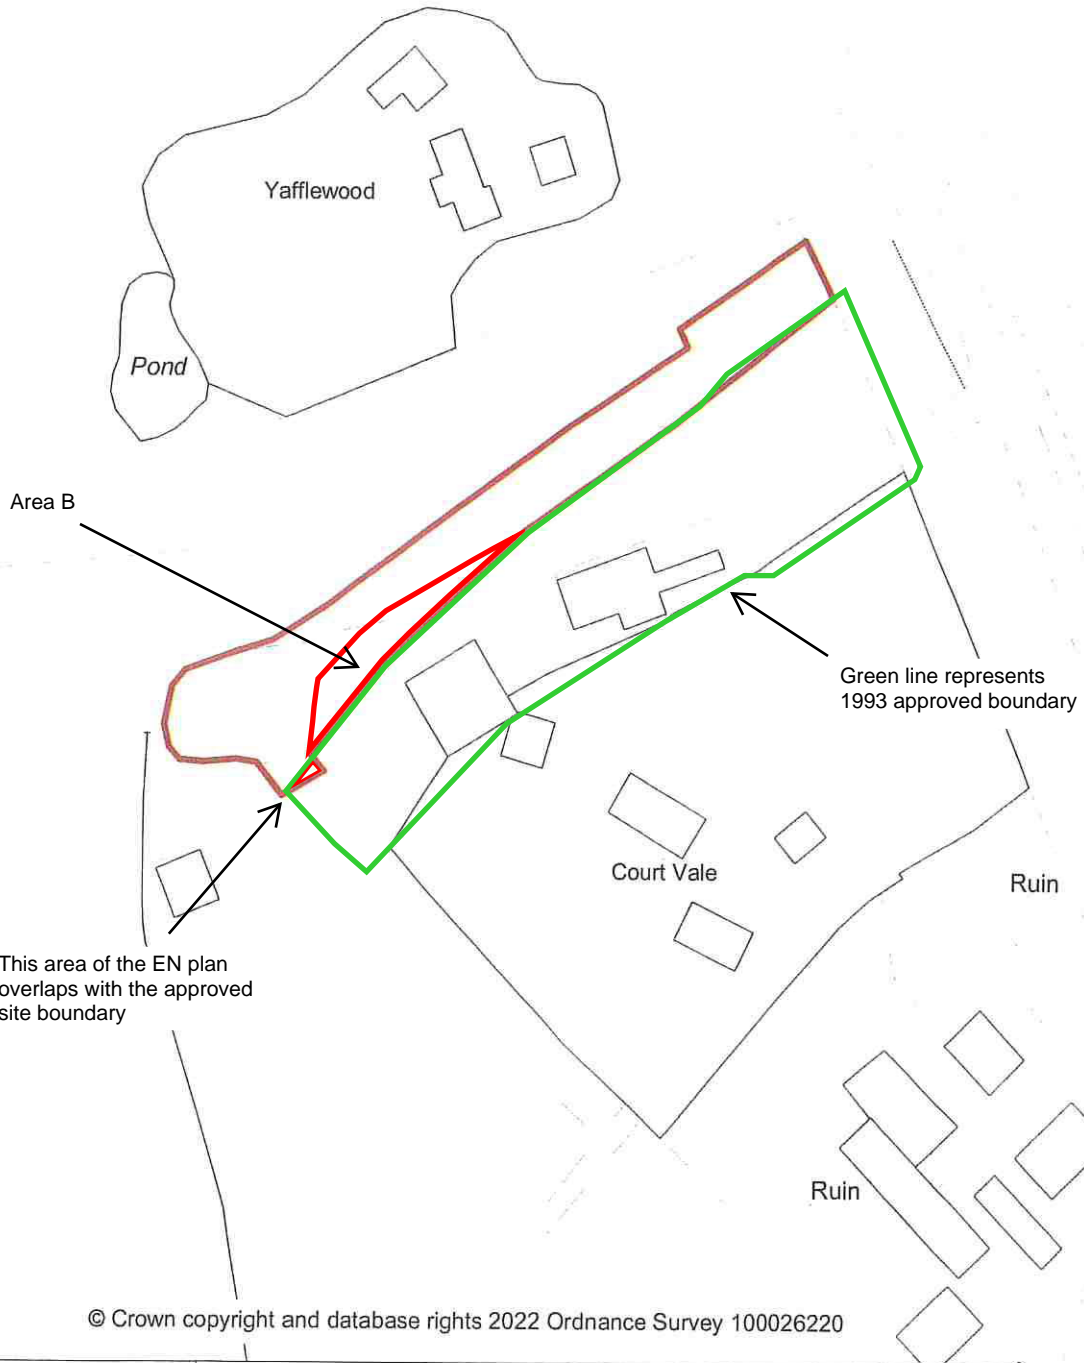 Yafflewood
Pond
Area B
Green line represents
1993 approved boundary
Court Vale
Ruin
This area of the EN plan
overlaps with the approved
site boundary
Ruin
© Crown copyright and database rights 2022 Ordnance Survey 100026220